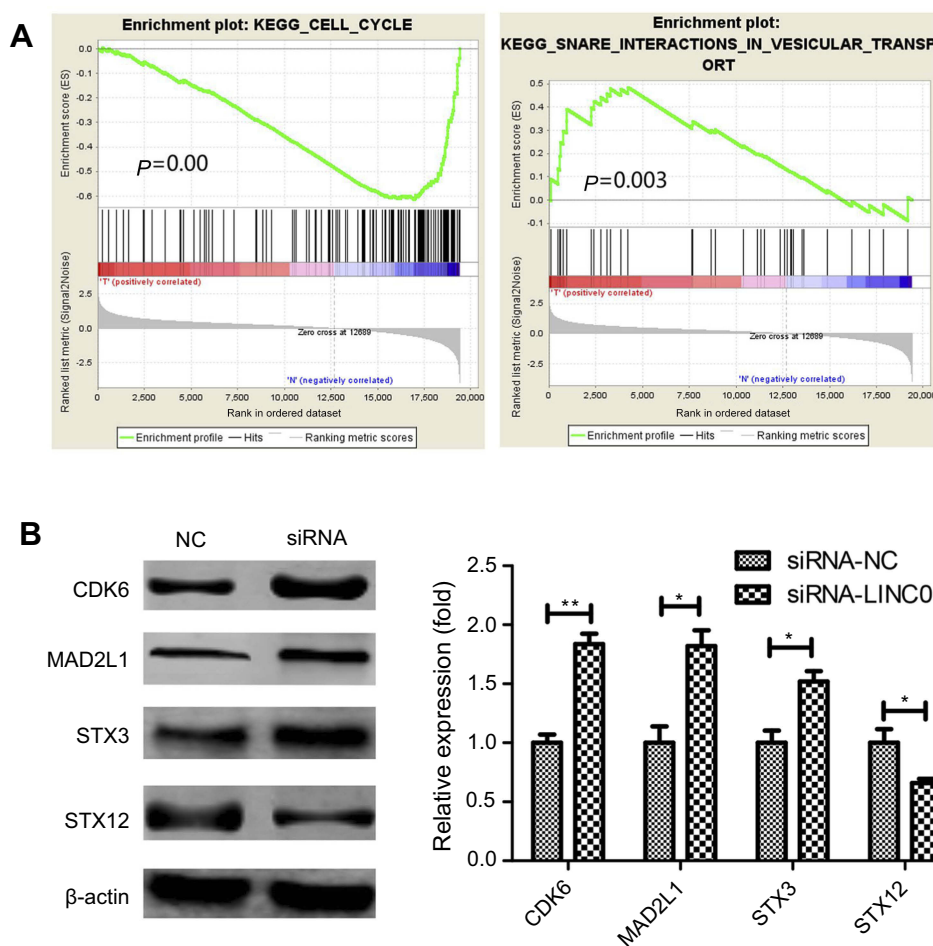 A
Enrichment plot: KEGG_CELL_CYCLE
Enrichment score (ES)
0.0
-0.1
-0.2
-0.3
-0.4
-0.5
-0.6
P=0.00
'T' (positively correlated)
Ranked list metric (Signal2Noise)
2.5
0.0
-2.5
Zero cross at 12689
'N' (negatively correlated)
0 2,500 5,000 7,500 10,000 12,500 15,000 17,500 20,000
Rank in ordered dataset
Enrichment profile Hits Ranking metric scores
Enrichment plot:
KEGG_SNARE_INTERACTIONS_IN_VESICULAR_TRANSP
ORT
Enrichment score (ES)
0.5
0.4
0.3
0.2
0.1
0.0
-0.1
P=0.003
'T' (positively correlated)
Ranked list metric (Signal2Noise)
2.5
0.0
-2.5
Zero cross at 12689
'N' (negatively correlated)
0 2,500 5,000 7,500 10,000 12,500 15,000 17,500 20,000
Rank in ordered dataset
Enrichment profile Hits Ranking metric scores
B
NC siRNA
CDK6
MAD2L1
STX3
STX12
β-actin
siRNA-NC
siRNA-LINC0
Relative expression (fold)
2.5
2.0
1.5
1.0
0.5
0.0
**
*
*
*
CDK6
MAD2L1
STX3
STX12